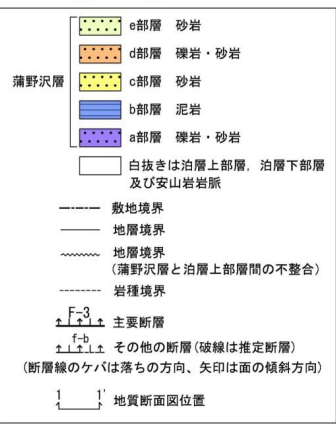 e部層 砂岩
d部層 礫岩・砂岩
蒲野沢層
c部層 砂岩
b部層 泥岩
a部層 礫岩・砂岩
白抜きは泊層上部層，泊層下部層
及び安山岩岩脈
敷地境界
地層境界
地層境界
(蒲野沢層と泊層上部層間の不整合)
岩種境界
F-3
主要断層
f-b
その他の断層(破線は推定断層)
(断層線のケバは落ちの方向、矢印は面の傾斜方向)
1 1'
地質断面図位置